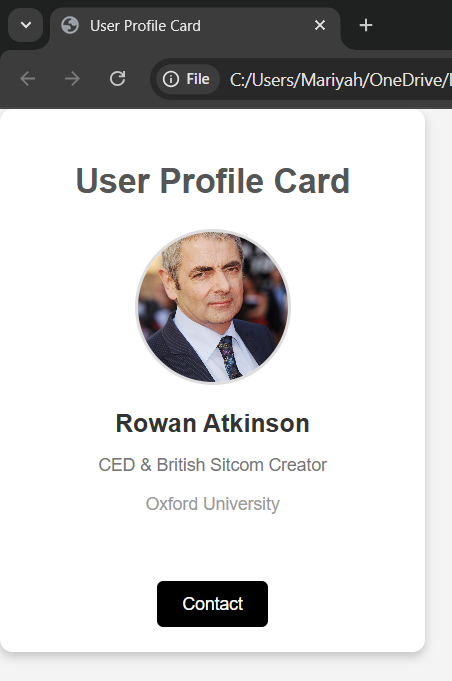 User Profile Card
File C:/Users/Mariyah/OneDrive/
User Profile Card
Rowan Atkinson
CED & British Sitcom Creator
Oxford University
Contact